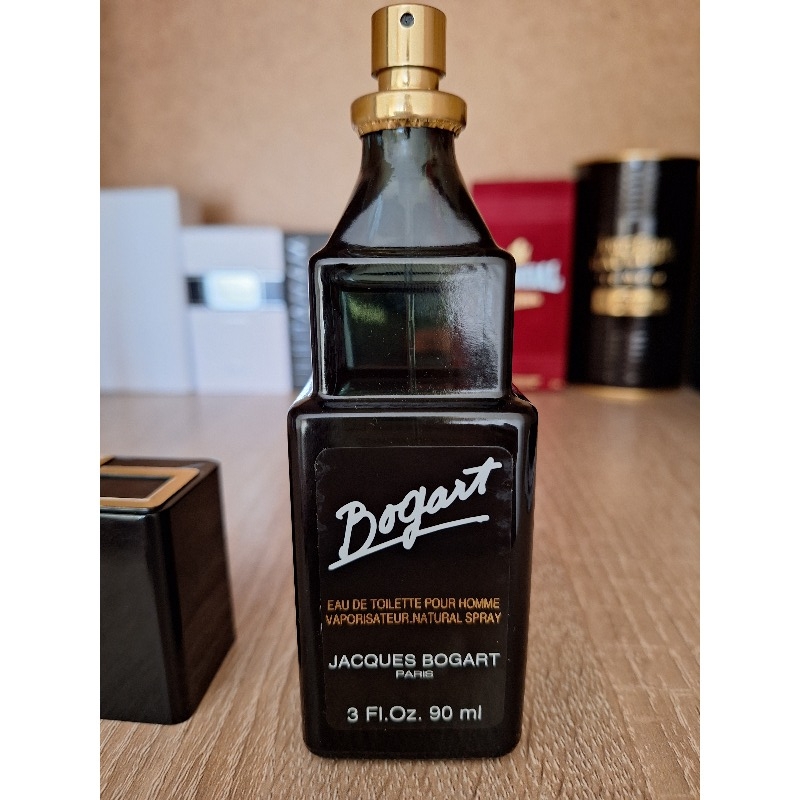 Bogart
EAU DE TOILETTE POUR HOMME
VAPORISATEUR.NATURAL SPRAY
JACQUES BOGART
PARIS
3 Fl.Oz. 90 ml